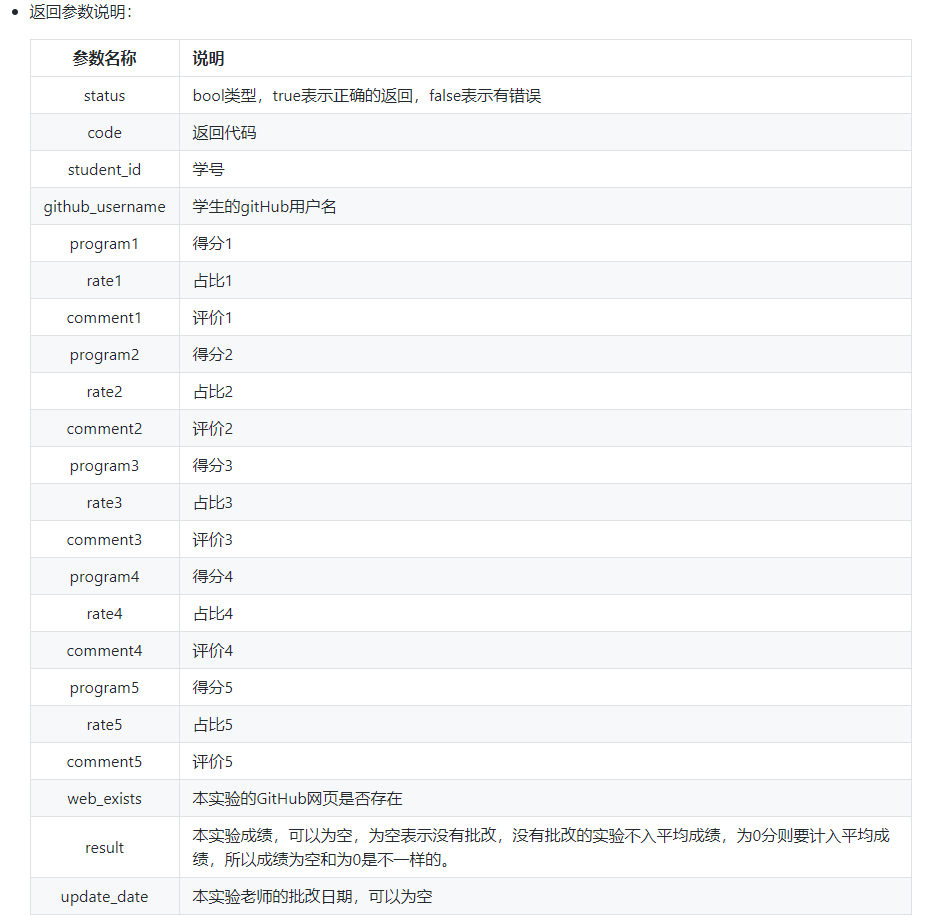 返回参数说明：
参数名称 说明
status bool类型，true表示正确的返回，false表示有错误
code 返回代码
student_id 学号
github_username 学生的gitHub用户名
program1 得分1
rate1 占比1
comment1 评价1
program2 得分2
rate2 占比2
comment2 评价2
program3 得分3
rate3 占比3
comment3 评价3
program4 得分4
rate4 占比4
comment4 评价4
program5 得分5
rate5 占比5
comment5 评价5
web_exists 本实验的GitHub网页是否存在
result 本实验成绩，可以为空，为空表示没有批改，没有批改的实验不入平均成绩，为0分则要计入平均成
绩，所以成绩为空和为0是不一样的。
update_date 本实验老师的批改日期，可以为空